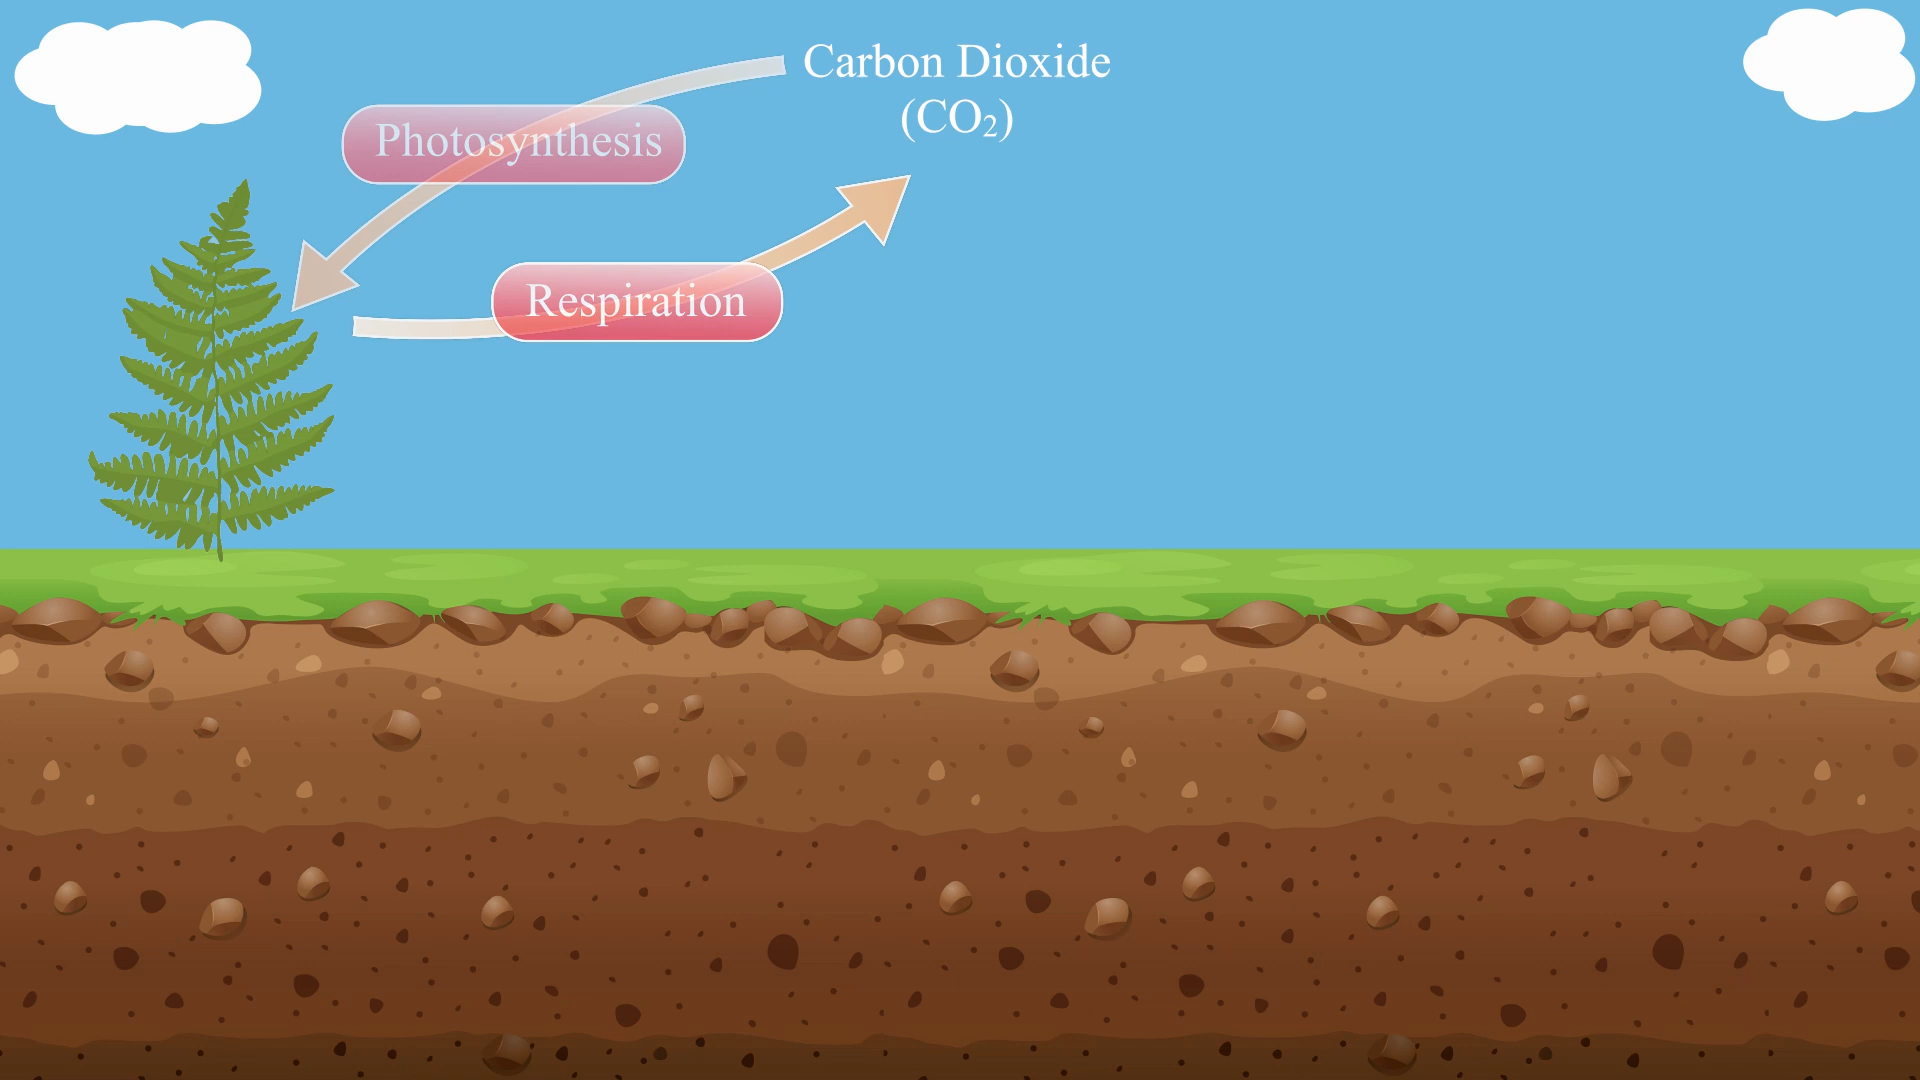 Carbon Dioxide
(CO₂)
Photosynthesis
Respiration